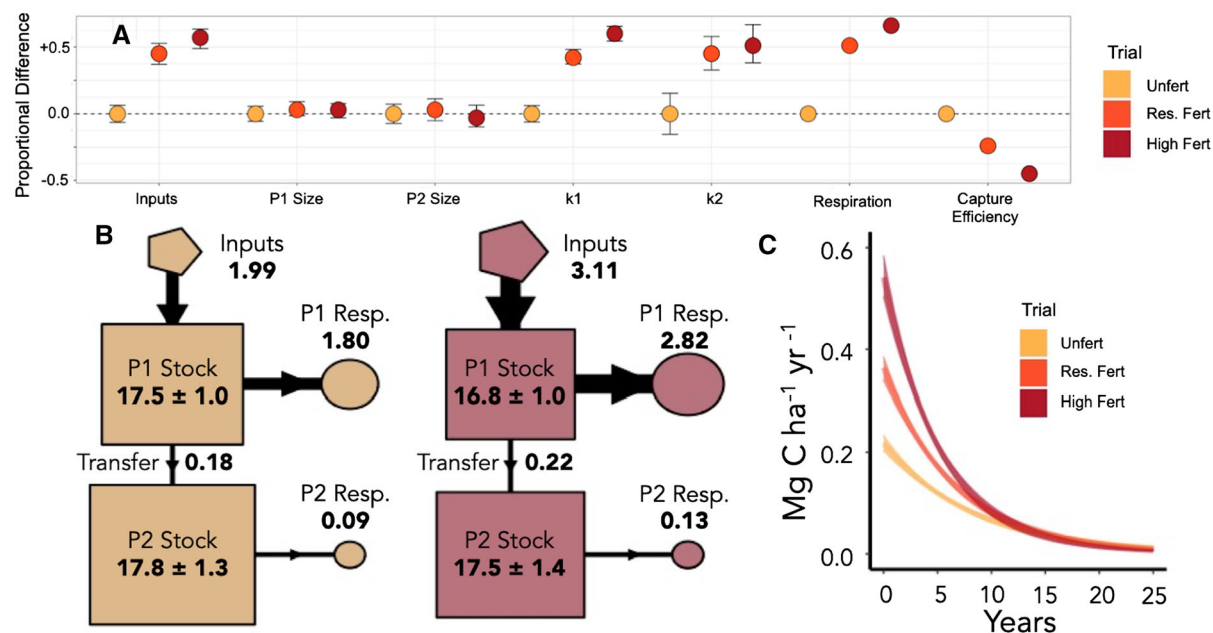 A
Proportional Difference
+0.5
0.0
-0.5
Inputs
P1 Size
P2 Size
k1
k2
Respiration
Capture
Efficiency
Trial
Unfert
Res. Fert
High Fert
B
Inputs
1.99
P1 Resp.
1.80
P1 Stock
17.5 ± 1.0
Transfer 0.18
P2 Resp.
0.09
P2 Stock
17.8 ± 1.3
Inputs
3.11
P1 Resp.
2.82
P1 Stock
16.8 ± 1.0
Transfer 0.22
P2 Resp.
0.13
P2 Stock
17.5 ± 1.4
C
Mg C ha⁻¹ yr⁻¹
0.6
0.4
0.2
0.0
0 5 10 15 20 25
Years
Trial
Unfert
Res. Fert
High Fert